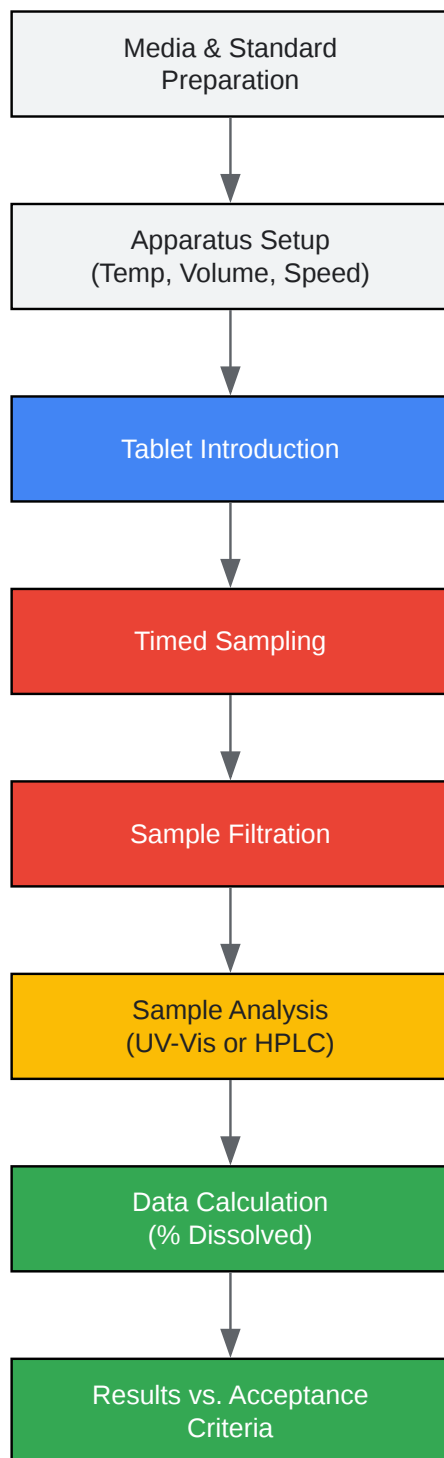 Media & Standard
Preparation
Apparatus Setup
(Temp, Volume, Speed)
Tablet Introduction
Timed Sampling
Sample Filtration
Sample Analysis
(UV-Vis or HPLC)
Data Calculation
(% Dissolved)
Results vs. Acceptance
Criteria